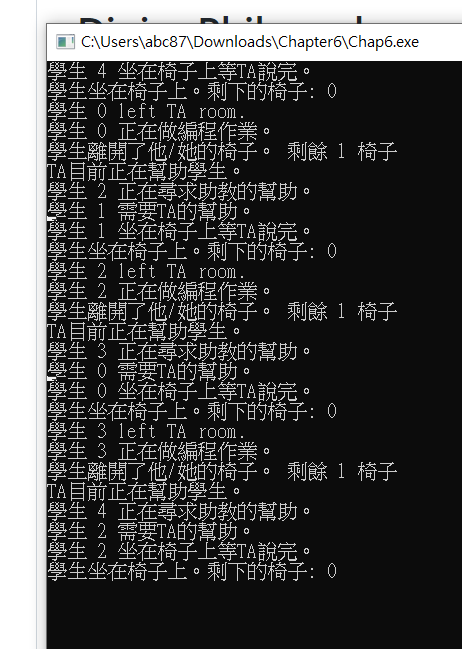 C:\Users\abc87\Downloads\Chapter6\Chap6.exe
學生 4 坐在椅子上等TA說完。
學生坐在椅子上。剩下的椅子: 0
學生 0 left TA room.
學生 0 正在做編程作業。
學生離開了他/她的椅子。 剩餘 1 椅子
TA目前正在幫助學生。
學生 2 正在尋求助教的幫助。
學生 1 需要TA的幫助。
學生 1 坐在椅子上等TA說完。
學生坐在椅子上。剩下的椅子: 0
學生 2 left TA room.
學生 2 正在做編程作業。
學生離開了他/她的椅子。 剩餘 1 椅子
TA目前正在幫助學生。
學生 3 正在尋求助教的幫助。
學生 0 需要TA的幫助。
學生 0 坐在椅子上等TA說完。
學生坐在椅子上。剩下的椅子: 0
學生 3 left TA room.
學生 3 正在做編程作業。
學生離開了他/她的椅子。 剩餘 1 椅子
TA目前正在幫助學生。
學生 4 正在尋求助教的幫助。
學生 2 需要TA的幫助。
學生 2 坐在椅子上等TA說完。
學生坐在椅子上。剩下的椅子: 0